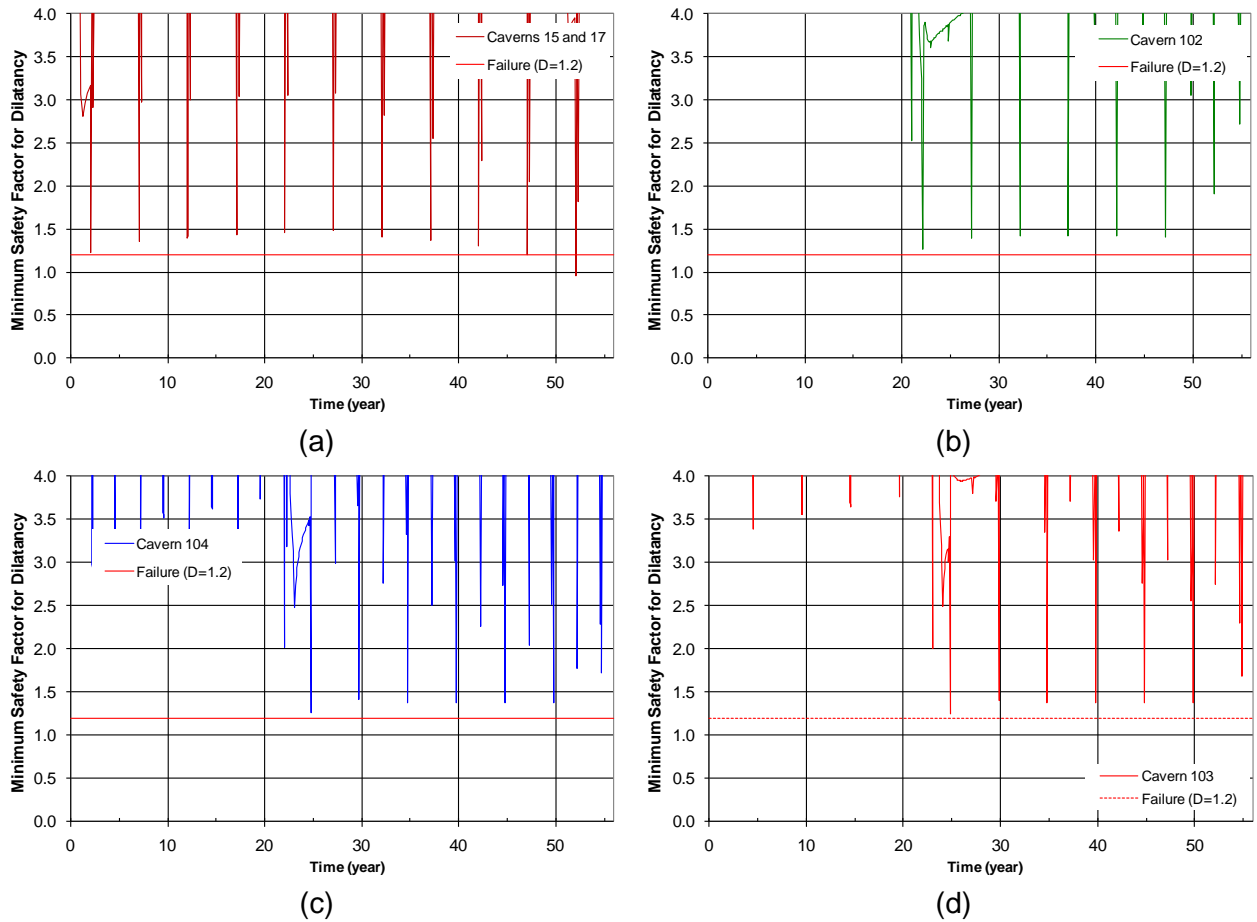 Minimum Safety Factor for Dilatancy
4.0
3.5
3.0
2.5
2.0
1.5
1.0
0.5
0.0
Caverns 15 and 17
Failure (D=1.2)
0 10 20 30 40 50
Time (year)
(a)
Minimum Safety Factor for Dilatancy
4.0
3.5
3.0
2.5
2.0
1.5
1.0
0.5
0.0
Cavern 102
Failure (D=1.2)
0 10 20 30 40 50
Time (year)
(b)
Minimum Safety Factor for Dilatancy
4.0
3.5
3.0
2.5
2.0
1.5
1.0
0.5
0.0
Cavern 104
Failure (D=1.2)
0 10 20 30 40 50
Time (year)
(c)
Minimum Safety Factor for Dilatancy
4.0
3.5
3.0
2.5
2.0
1.5
1.0
0.5
0.0
Cavern 103
Failure (D=1.2)
0 10 20 30 40 50
Time (year)
(d)